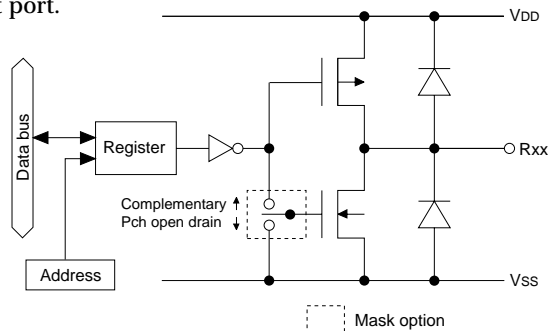 port.
VDD
Data bus
Register
Rxx
Complementary
Pch open drain
Address
VSS
Mask option